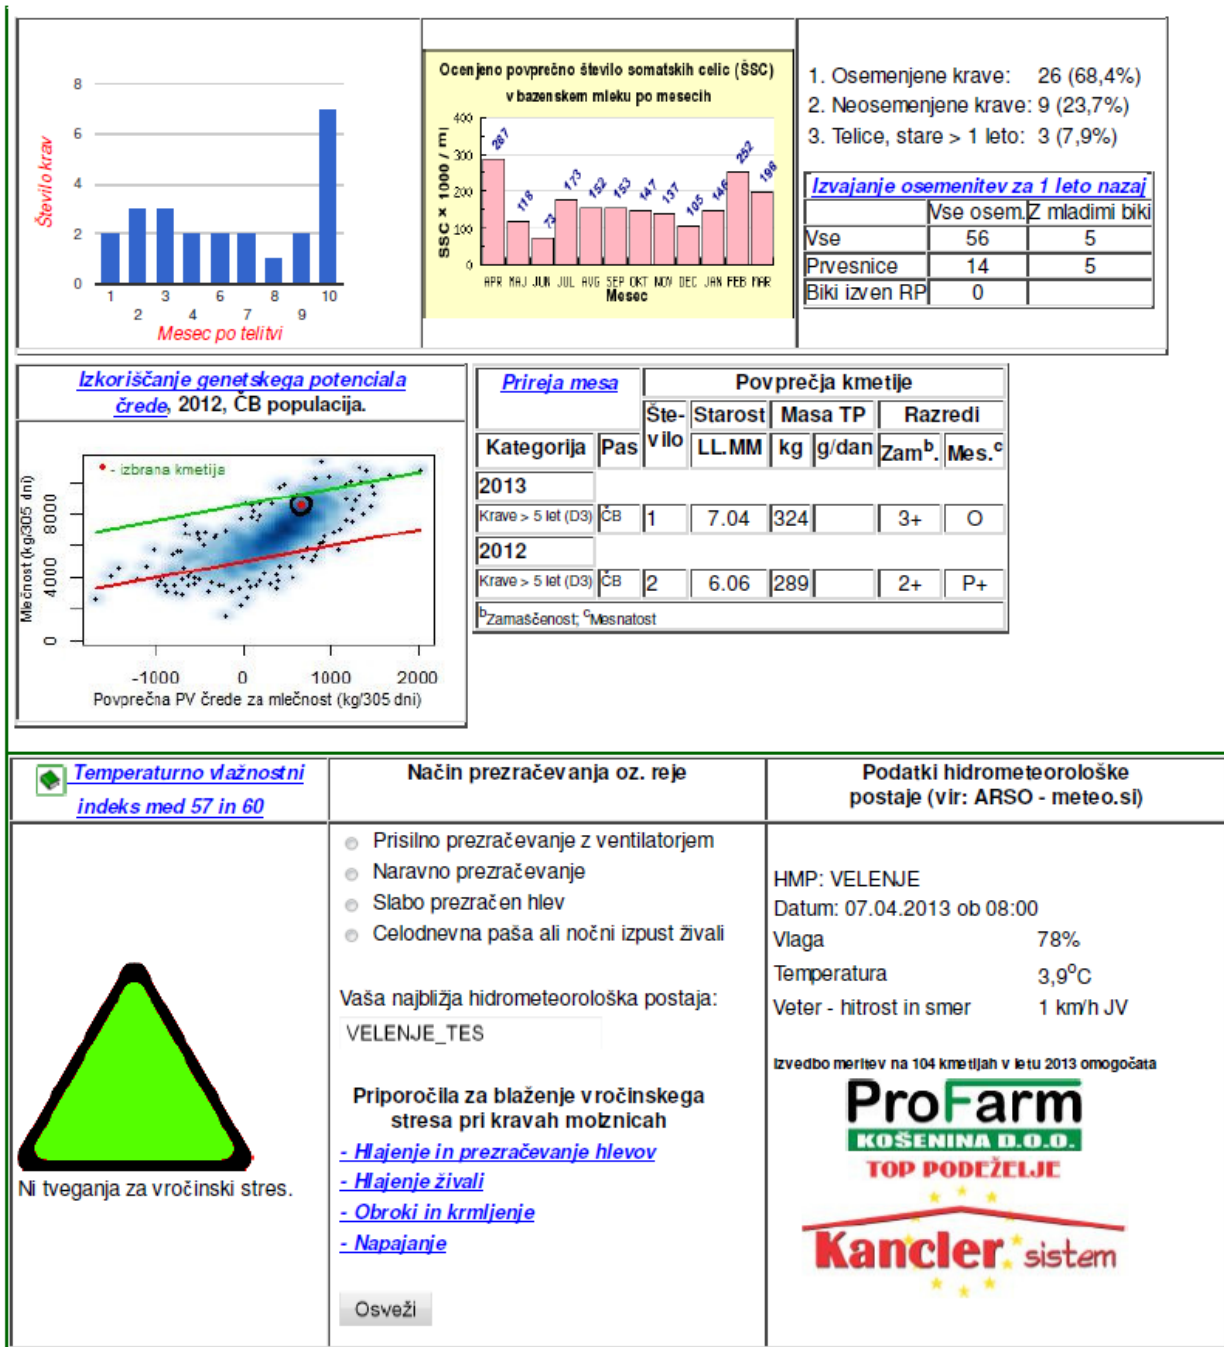 8
6
4
2
0
Število krav
1 3 6 8 10
2 4 7 9
Mesec po telitvi
Ocenjeno povprečno število somatskih celic (ŠSC)
v bazenskem mleku po mesecih
SSC × 1000 / ml
400
300
200
100
0
287 118 73 173 152 153 147 137 105 146 252 198
APR MAJ JUN JUL AUG SEP OKT NOV DEC JAN FEB MAR
Mesec
1. Osemenjene krave: 26 (68,4%)
2. Neosemenjene krave: 9 (23,7%)
3. Telice, stare > 1 leto: 3 (7,9%)
Izvajanje osemenitev za 1 leto nazaj
Vse osem. Z mladimi biki
Vse 56 5
Prvesnice 14 5
Biki izven RP 0
Izkoriščanje genetskega potenciala
črede, 2012, ČB populacija.
- izbrana kmetija
Mlečnost (kg/305 dni)
8000
4000
0
-1000 0 1000 2000
Povprečna PV črede za mlečnost (kg/305 dni)
Prireja mesa Povprečja kmetije
Šte- Starost Masa TP Razredi
Kategorija Pas vilo LL.MM kg g/dan Zamᵇ. Mes.ᶜ
2013
Krave > 5 let (D3) ČB 1 7.04 324 3+ O
2012
Krave > 5 let (D3) ČB 2 6.06 289 2+ P+
ᵇZamaščenost; ᶜMesnatost
Temperaturno vlažnostni
indeks med 57 in 60
Ni tveganja za vročinski stres.
Način prezračevanja oz. reje
Prisilno prezračevanje z ventilatorjem
Naravno prezračevanje
Slabo prezračen hlev
Celodnevna paša ali nočni izpust živali
Vaša najbližja hidrometeorološka postaja:
VELENJE_TES
Priporočila za blaženje vročinskega
stresa pri kravah molznicah
- Hlajenje in prezračevanje hlevov
- Hlajenje živali
- Obroki in krmljenje
- Napajanje
Osveži
Podatki hidrometeorološke
postaje (vir: ARSO - meteo.si)
HMP: VELENJE
Datum: 07.04.2013 ob 08:00
Vlaga 78%
Temperatura 3,9°C
Veter - hitrost in smer 1 km/h JV
Izvedbo meritev na 104 kmetijah v letu 2013 omogočata
ProFarm
KOŠENINA D.O.O.
TOP PODEŽELJE
Kancler sistem